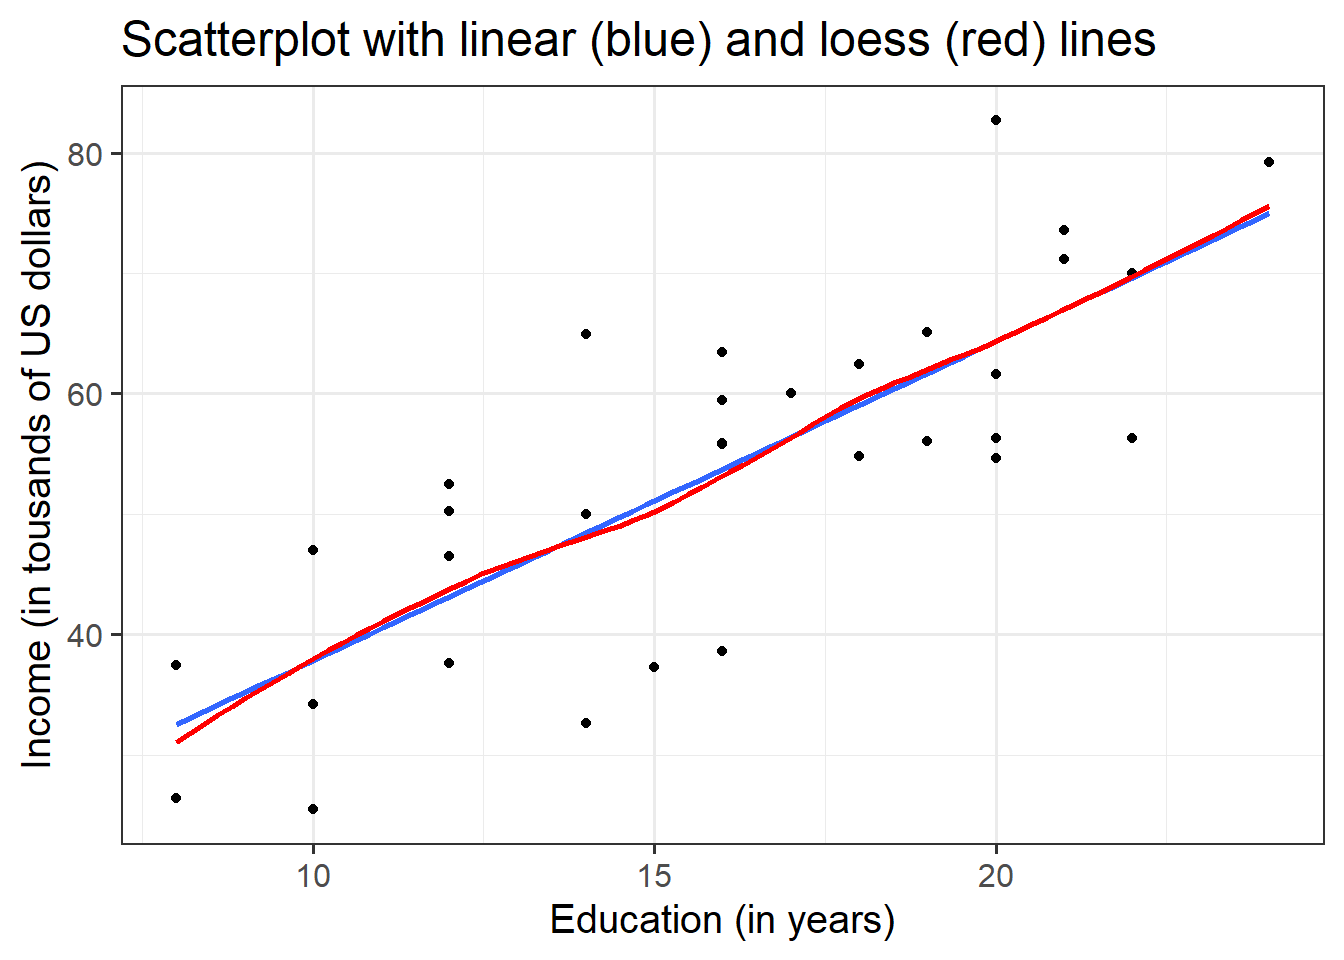 Scatterplot with linear (blue) and loess (red) lines
Income (in tousands of US dollars)
80
60
40
10
15
20
Education (in years)